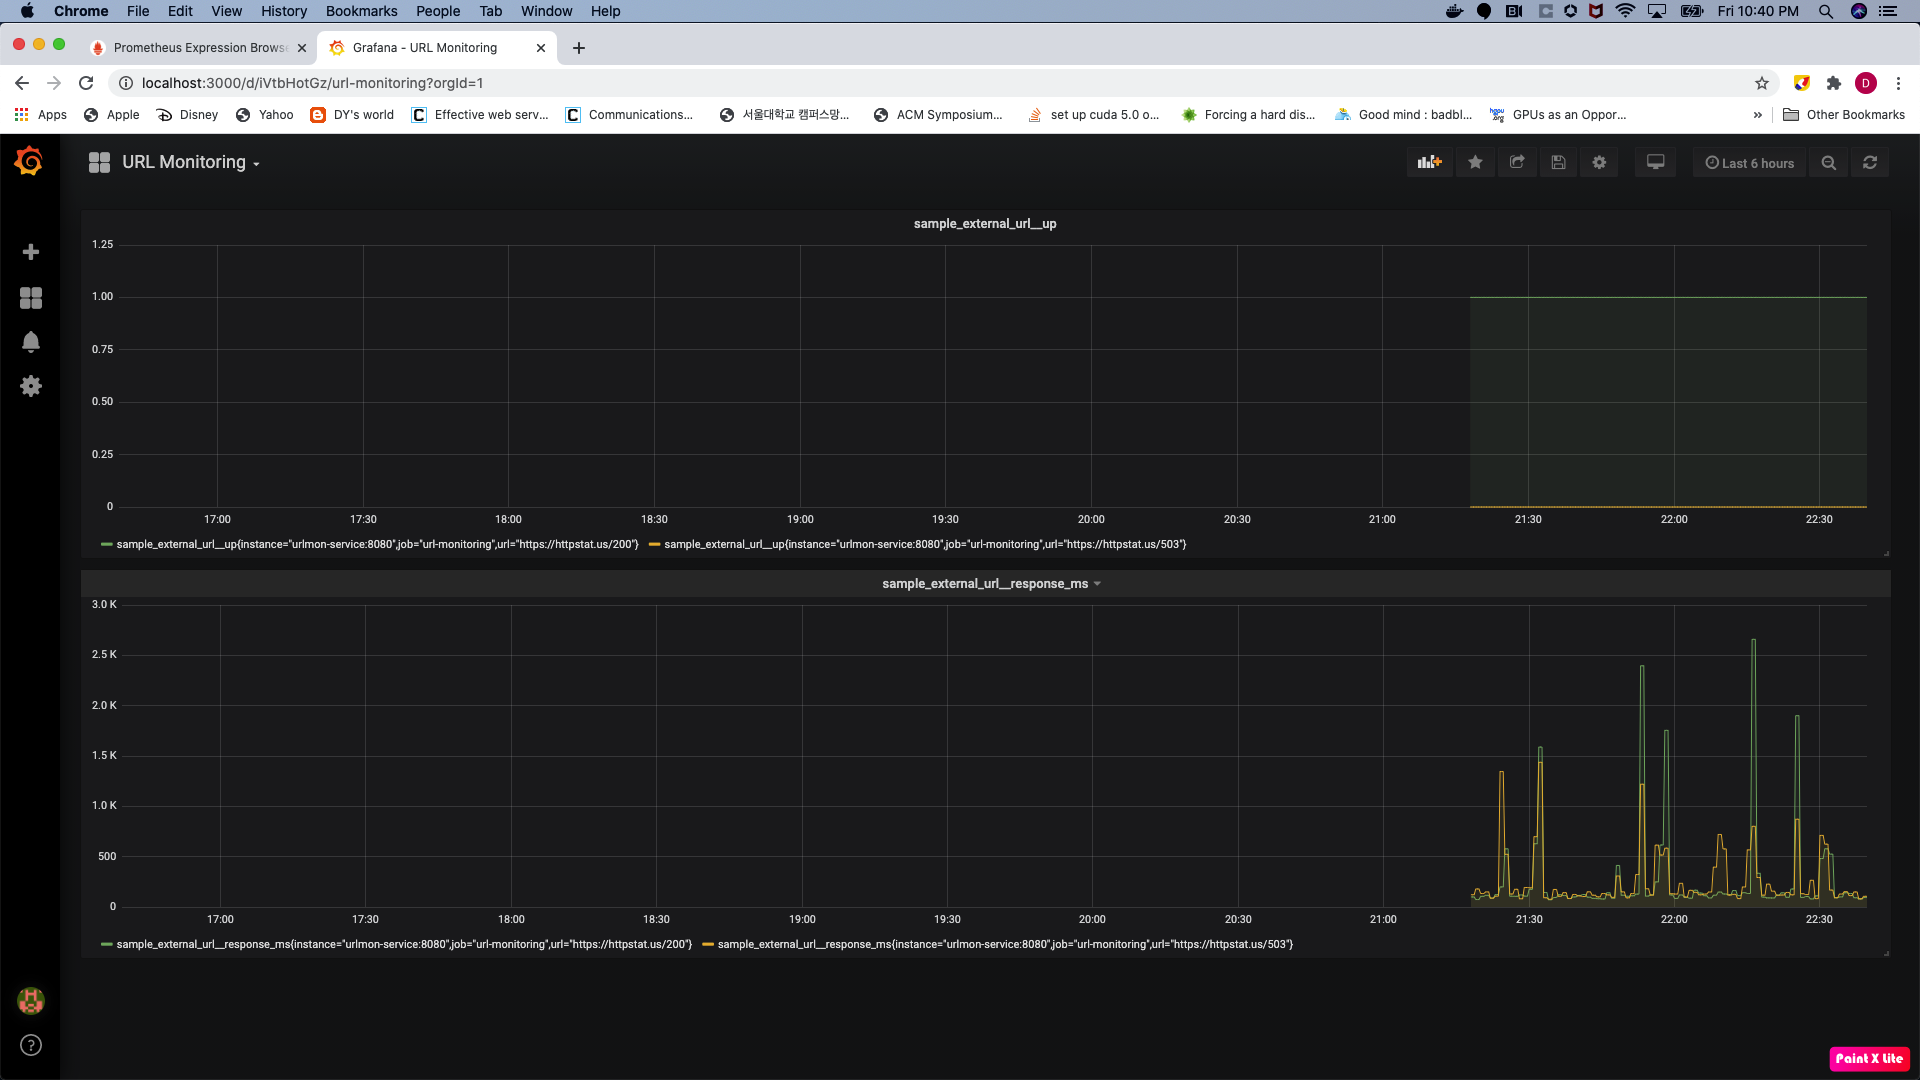 Chrome File Edit View History Bookmarks People Tab Window Help Fri 10:40 PM
Prometheus Expression Browse Grafana - URL Monitoring
localhost:3000/d/iVtbHotGz/url-monitoring?orgId=1 D
Apps Apple Disney Yahoo DY's world Effective web serv... Communications... 서울대학교 캠퍼스망... ACM Symposium... set up cuda 5.0 o... Forcing a hard dis... Good mind : badbl... GPUs as an Oppor... » Other Bookmarks
URL Monitoring Last 6 hours
sample_external_url__up
1.25
1.00
0.75
0.50
0.25
0
17:00 17:30 18:00 18:30 19:00 19:30 20:00 20:30 21:00 21:30 22:00 22:30
sample_external_url__up{instance="urlmon-service:8080",job="url-monitoring",url="https://httpstat.us/200"} sample_external_url__up{instance="urlmon-service:8080",job="url-monitoring",url="https://httpstat.us/503"}
sample_external_url__response_ms
3.0 K
2.5 K
2.0 K
1.5 K
1.0 K
500
0
17:00 17:30 18:00 18:30 19:00 19:30 20:00 20:30 21:00 21:30 22:00 22:30
sample_external_url__response_ms{instance="urlmon-service:8080",job="url-monitoring",url="https://httpstat.us/200"} sample_external_url__response_ms{instance="urlmon-service:8080",job="url-monitoring",url="https://httpstat.us/503"}
Paint X Lite